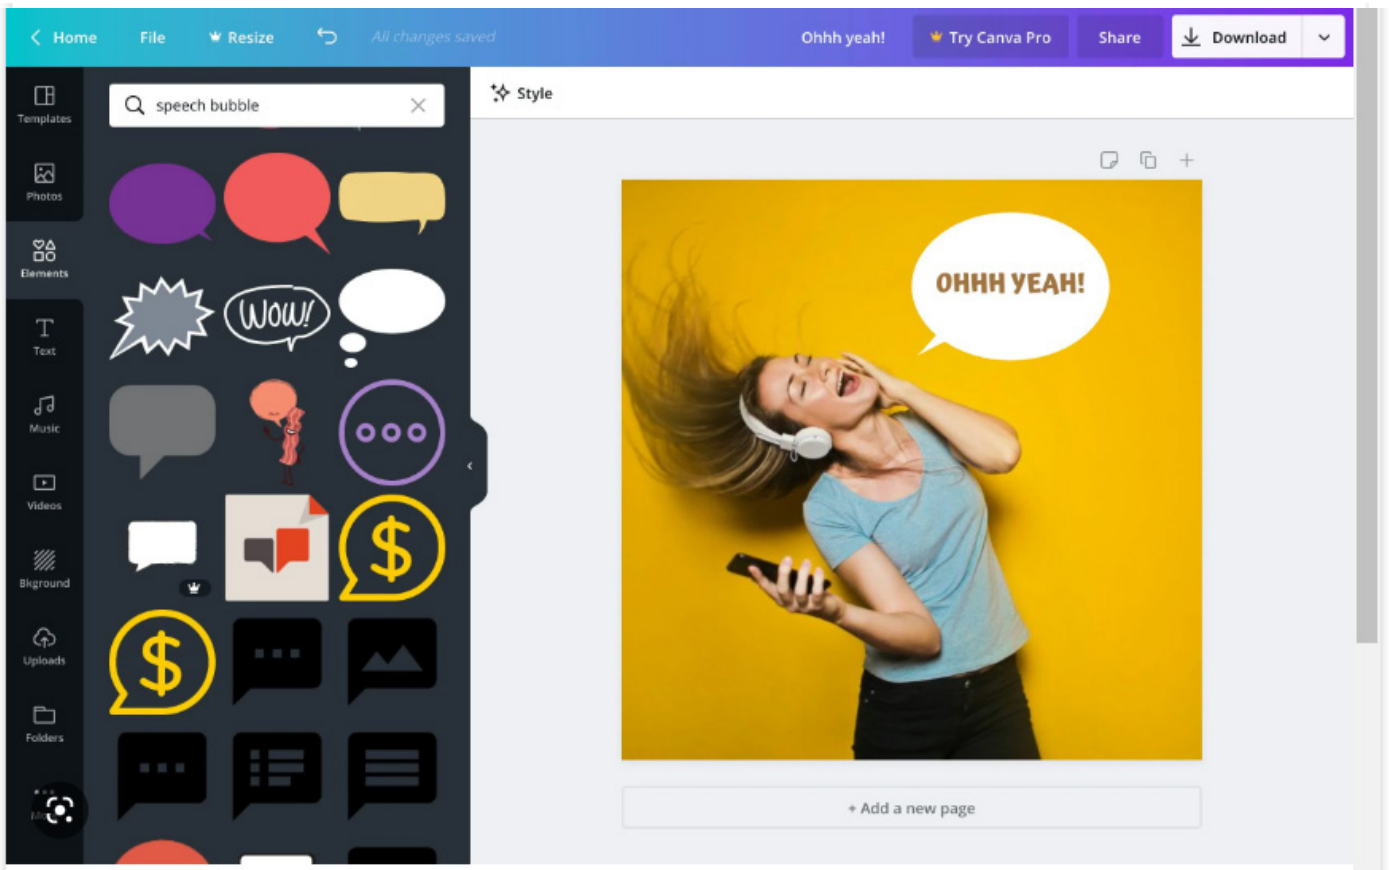 Home File Resize All changes saved Ohhh yeah! Try Canva Pro Share Download
Templates
Photos
Elements
Text
Music
Videos
Bkground
Uploads
Folders
speech bubble
Wow!
$
$
Style
OHHH YEAH!
+ Add a new page